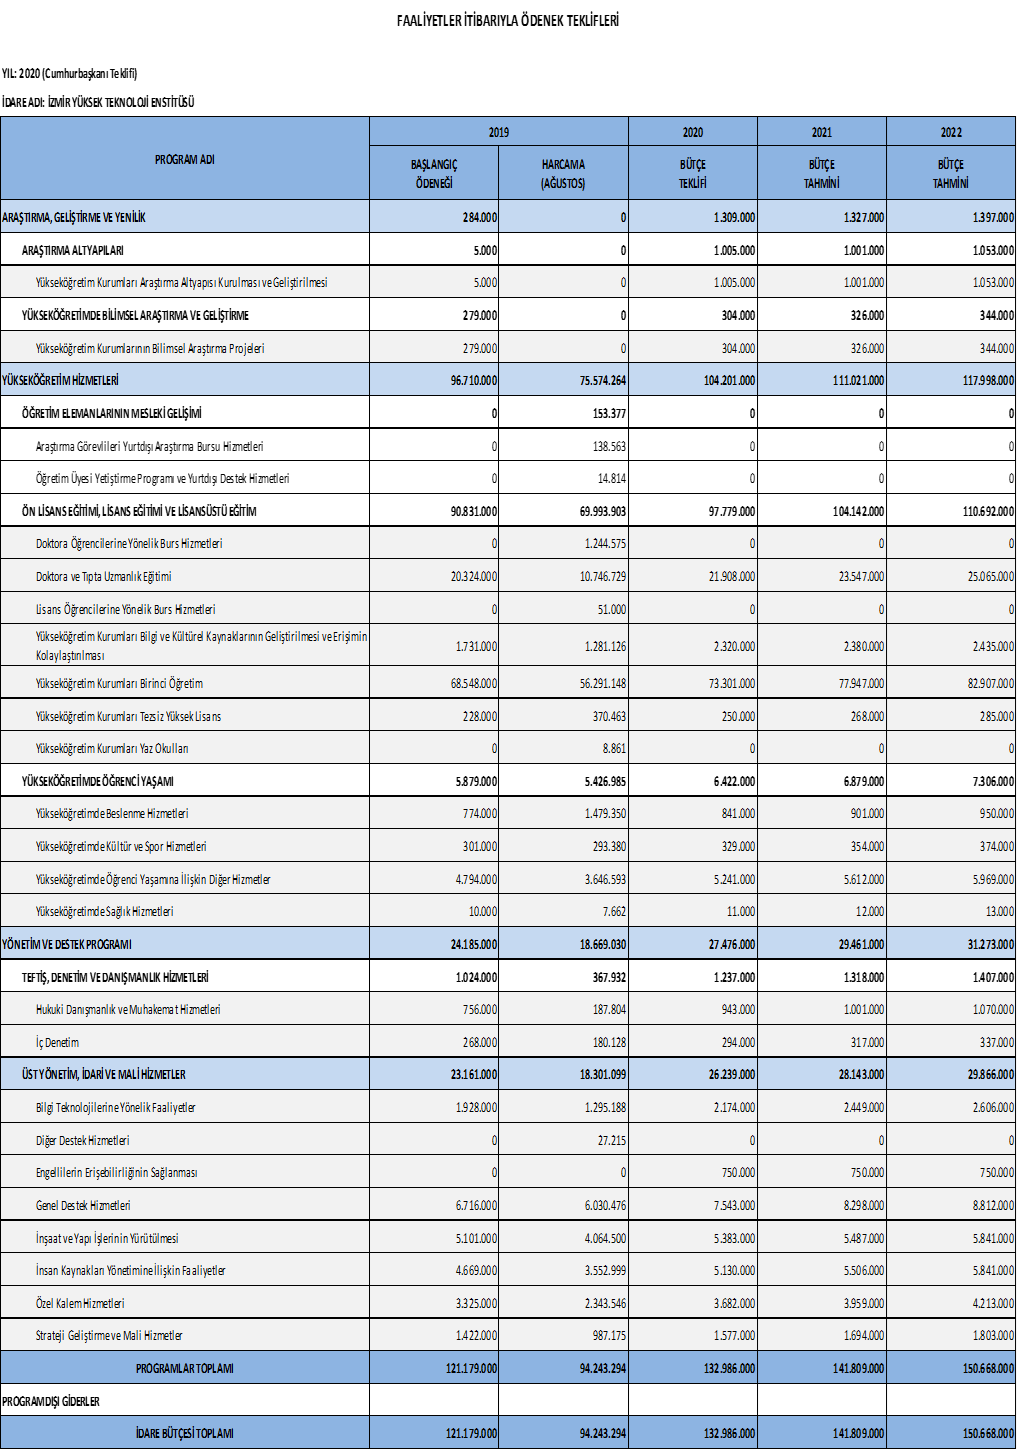 FAALİYETLER İTİBARIYLA ÖDENEK TEKLİFLERİ
YIL: 2020 (Cumhurbaşkanı Teklifi)
İDARE ADI: İZMİR YÜKSEK TEKNOLOJİ ENSTİTÜSÜ
PROGRAM ADI 2019 2020 2021 2022
BAŞLANGIÇ ÖDENEĞİ HARCAMA (AĞUSTOS) BÜTÇE TEKLİFİ BÜTÇE TAHMİNİ BÜTÇE TAHMİNİ
ARAŞTIRMA, GELİŞTİRME VE YENİLİK 284.000 0 1.309.000 1.327.000 1.397.000
ARAŞTIRMA ALTYAPILARI 5.000 0 1.005.000 1.001.000 1.053.000
Yükseköğretim Kurumları Araştırma Altyapısı Kurulması ve Geliştirilmesi 5.000 0 1.005.000 1.001.000 1.053.000
YÜKSEKÖĞRETİMDE BİLİMSEL ARAŞTIRMA VE GELİŞTİRME 279.000 0 304.000 326.000 344.000
Yükseköğretim Kurumlarının Bilimsel Araştırma Projeleri 279.000 0 304.000 326.000 344.000
YÜKSEKÖĞRETİM HİZMETLERİ 96.710.000 75.574.264 104.201.000 111.021.000 117.998.000
ÖĞRETİM ELEMANLARININ MESLEKİ GELİŞİMİ 0 153.377 0 0 0
Araştırma Görevlileri Yurtdışı Araştırma Bursu Hizmetleri 0 138.563 0 0 0
Öğretim Üyesi Yetiştirme Programı ve Yurtdışı Destek Hizmetleri 0 14.814 0 0 0
ÖN LİSANS EĞİTİMİ, LİSANS EĞİTİMİ VE LİSANSÜSTÜ EĞİTİM 90.831.000 69.993.903 97.779.000 104.142.000 110.692.000
Doktora Öğrencilerine Yönelik Burs Hizmetleri 0 1.244.575 0 0 0
Doktora ve Tıpta Uzmanlık Eğitimi 20.324.000 10.746.729 21.908.000 23.547.000 25.065.000
Lisans Öğrencilerine Yönelik Burs Hizmetleri 0 51.000 0 0 0
Yükseköğretim Kurumları Bilgi ve Kültürel Kaynaklarının Geliştirilmesi ve Erişimin
Kolaylaştırılması 1.731.000 1.281.126 2.320.000 2.380.000 2.435.000
Yükseköğretim Kurumları Birinci Öğretim 68.548.000 56.291.148 73.301.000 77.947.000 82.907.000
Yükseköğretim Kurumları Tezsiz Yüksek Lisans 228.000 370.463 250.000 268.000 285.000
Yükseköğretim Kurumları Yaz Okulları 0 8.861 0 0 0
YÜKSEKÖĞRETİMDE ÖĞRENCİ YAŞAMI 5.879.000 5.426.985 6.422.000 6.879.000 7.306.000
Yükseköğretimde Beslenme Hizmetleri 774.000 1.479.350 841.000 901.000 950.000
Yükseköğretimde Kültür ve Spor Hizmetleri 301.000 293.380 329.000 354.000 374.000
Yükseköğretimde Öğrenci Yaşamına İlişkin Diğer Hizmetler 4.794.000 3.646.593 5.241.000 5.612.000 5.969.000
Yükseköğretimde Sağlık Hizmetleri 10.000 7.662 11.000 12.000 13.000
YÖNETİM VE DESTEK PROGRAMI 24.185.000 18.669.030 27.476.000 29.461.000 31.273.000
TEFTİŞ, DENETİM VE DANIŞMANLIK HİZMETLERİ 1.024.000 367.932 1.237.000 1.318.000 1.407.000
Hukuki Danışmanlık ve Muhakemat Hizmetleri 756.000 187.804 943.000 1.001.000 1.070.000
İç Denetim 268.000 180.128 294.000 317.000 337.000
ÜST YÖNETİM, İDARİ VE MALİ HİZMETLER 23.161.000 18.301.099 26.239.000 28.143.000 29.866.000
Bilgi Teknolojilerine Yönelik Faaliyetler 1.928.000 1.295.188 2.174.000 2.449.000 2.606.000
Diğer Destek Hizmetleri 0 27.215 0 0 0
Engellilerin Erişebilirliğinin Sağlanması 0 0 750.000 750.000 750.000
Genel Destek Hizmetleri 6.716.000 6.030.476 7.543.000 8.298.000 8.812.000
İnşaat ve Yapı İşlerinin Yürütülmesi 5.101.000 4.064.500 5.383.000 5.487.000 5.841.000
İnsan Kaynakları Yönetimine İlişkin Faaliyetler 4.669.000 3.552.999 5.130.000 5.506.000 5.841.000
Özel Kalem Hizmetleri 3.325.000 2.343.546 3.682.000 3.959.000 4.213.000
Strateji Geliştirme ve Mali Hizmetler 1.422.000 987.175 1.577.000 1.694.000 1.803.000
PROGRAMLAR TOPLAMI 121.179.000 94.243.294 132.986.000 141.809.000 150.668.000
PROGRAM DIŞI GİDERLER
İDARE BÜTÇESİ TOPLAMI 121.179.000 94.243.294 132.986.000 141.809.000 150.668.000